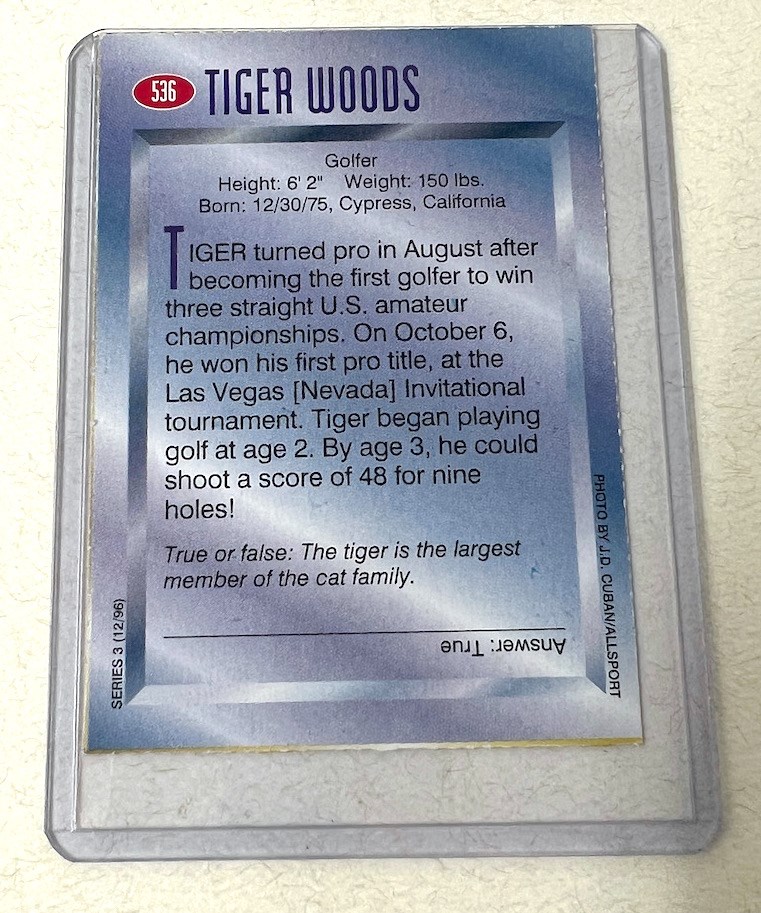 536 TIGER WOODS
Golfer
Height: 6' 2" Weight: 150 lbs.
Born: 12/30/75, Cypress, California
TIGER turned pro in August after
becoming the first golfer to win
three straight U.S. amateur
championships. On October 6,
he won his first pro title, at the
Las Vegas [Nevada] Invitational
tournament. Tiger began playing
golf at age 2. By age 3, he could
shoot a score of 48 for nine
holes!
True or false: The tiger is the largest
member of the cat family.
Answer: True
SERIES 3 (12/96)
PHOTO BY J.D. CUBAN/ALLSPORT